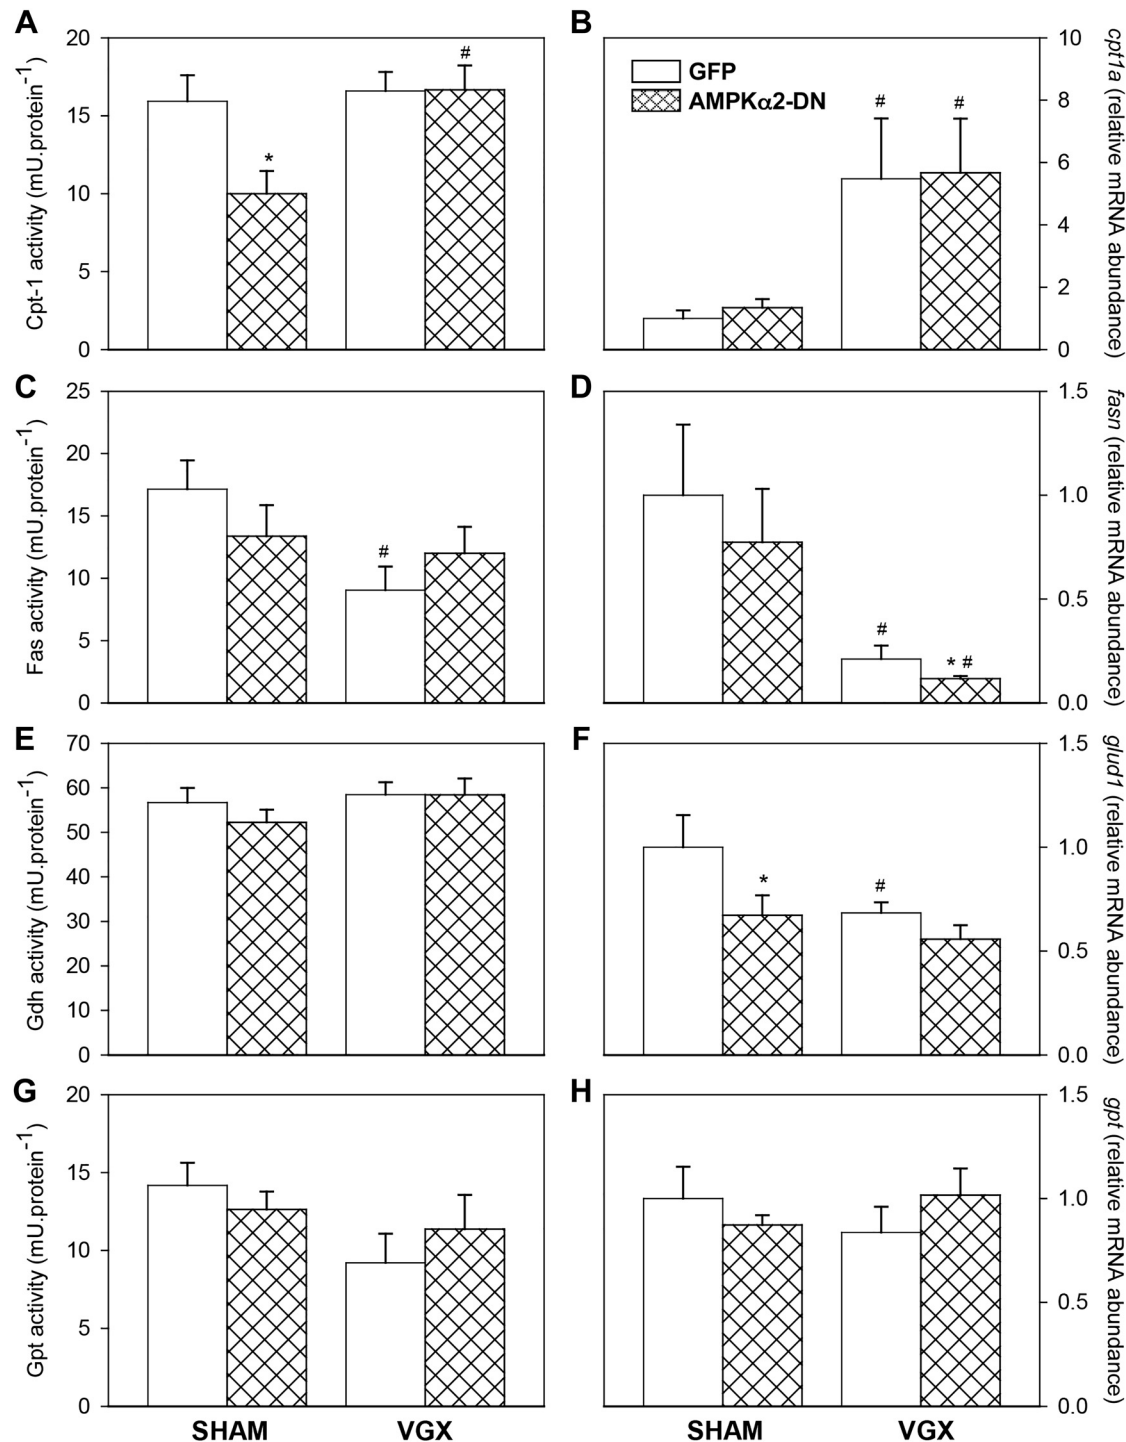 A
Cpt-1 activity (mU.protein⁻¹)
20
15
10
5
0
*
#
B
GFP
AMPKα2-DN
#
#
10
8
6
4
2
0
cpt1a (relative mRNA abundance)
C
Fas activity (mU.protein⁻¹)
25
20
15
10
5
0
#
D
#
* #
1.5
1.0
0.5
0.0
fasn (relative mRNA abundance)
E
Gdh activity (mU.protein⁻¹)
70
60
50
40
30
20
10
0
F
*
#
1.5
1.0
0.5
0.0
glud1 (relative mRNA abundance)
G
Gpt activity (mU.protein⁻¹)
20
15
10
5
0
SHAM VGX
H
1.5
1.0
0.5
0.0
gpt (relative mRNA abundance)
SHAM VGX